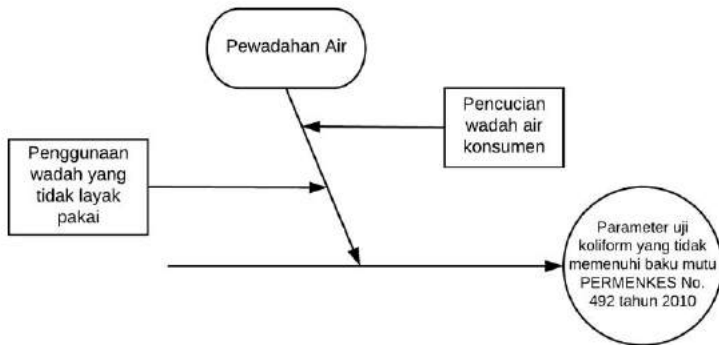 Pewadahan Air
Pencucian
wadah air
konsumen
Penggunaan
wadah yang
tidak layak
pakai
Parameter uji
koliform yang tidak
memenuhi baku mutu
PERMENKES No.
492 tahun 2010